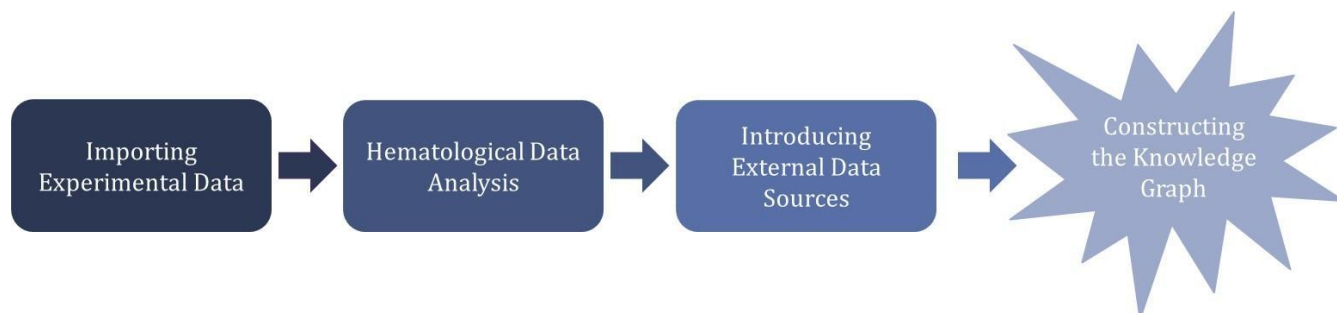 Importing
Experimental Data
Hematological Data
Analysis
Introducing
External Data
Sources
Constructing
the Knowledge
Graph